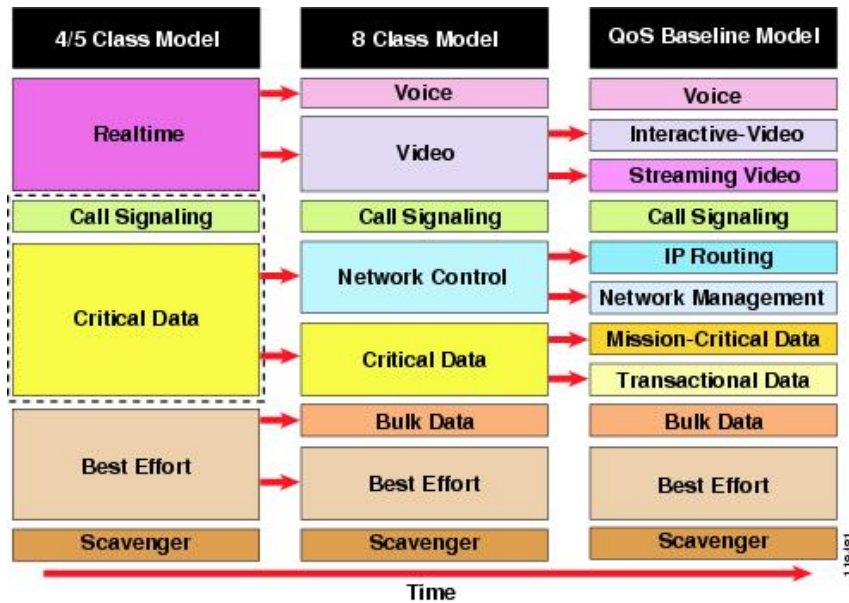 4/5 Class Model
8 Class Model
QoS Baseline Model
Realtime
Voice
Voice
Video
Interactive-Video
Streaming Video
Call Signaling
Call Signaling
Call Signaling
Critical Data
Network Control
IP Routing
Network Management
Critical Data
Mission-Critical Data
Transactional Data
Best Effort
Bulk Data
Bulk Data
Best Effort
Best Effort
Scavenger
Scavenger
Scavenger
Time